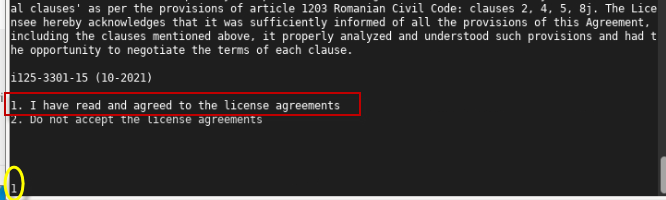 al clauses' as per the provisions of article 1203 Romanian Civil Code: clauses 2, 4, 5, 8j. The Lice
nsee hereby acknowledges that it was sufficiently informed of all the provisions of this Agreement,
including the clauses mentioned above, it properly analyzed and understood such provisions and had t
he opportunity to negotiate the terms of each clause.
i125-3301-15 (10-2021)
1. I have read and agreed to the license agreements
2. Do not accept the license agreements
1